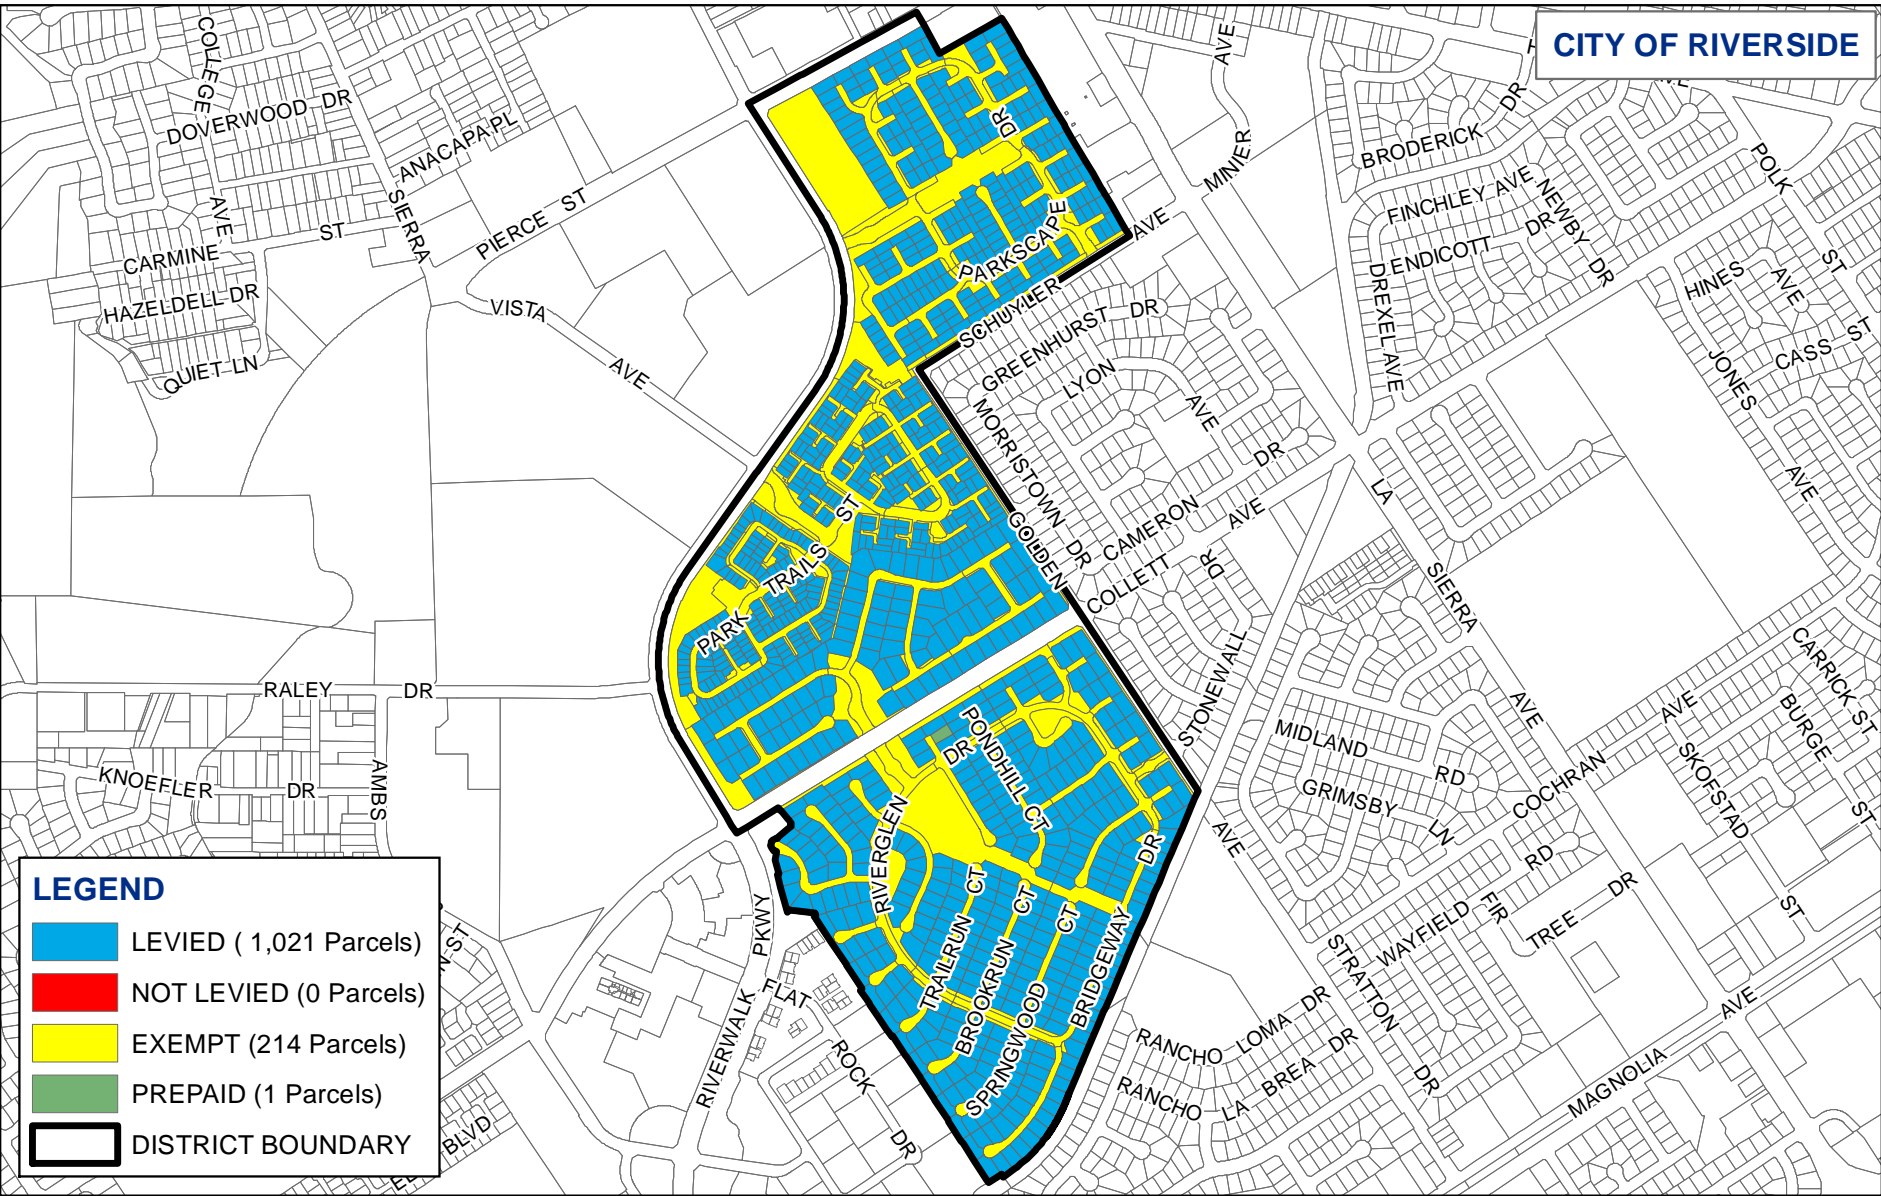 CITY OF RIVERSIDE
COLLEGE
AVE
DOVERWOOD DR
ANACAPA PL
SIERRA
PIERCE ST
CARMINE
ST
HAZELDELL DR
QUIET LN
VISTA
AVE
DR
PARKSCAPE
SCHUYLER
AVE
MINIER
AVE
BRODERICK
DR
FINCHLEY AVE
NEWBY
DR
ENDICOTT
DR
DREXEL AVE
POLK
ST
HINES
AVE
CASS ST
JONES
AVE
GREENHURST DR
LYON
AVE
MORRISTOWN
DR
CAMERON
DR
COLLETT
AVE
GOLDEN
LA
SIERRA
AVE
PARK
TRAILS
ST
RALEY
DR
KNOEFLER
DR
AMBS
STONEWALL
DR
MIDLAND
RD
GRIMSBY
LN
COCHRAN
AVE
CARRICK ST
BURGE
ST
SKOFSTAD
ST
PONDHILL CT
DR
RIVERGLEN
TRAILRUN
CT
BROOKRUN
CT
SPRINGWOOD
CT
BRIDGEWAY
DR
AVE
WAYFIELD
RD
FIR
TREE
DR
STRATTON
DR
RANCHO
LOMA DR
RANCHO
LA
BREA
DR
MAGNOLIA
AVE
RIVERWALK
PKWY
FLAT
ROCK
DR
ST
BLVD
LEGEND
LEVIED ( 1,021 Parcels)
NOT LEVIED (0 Parcels)
EXEMPT (214 Parcels)
PREPAID (1 Parcels)
DISTRICT BOUNDARY